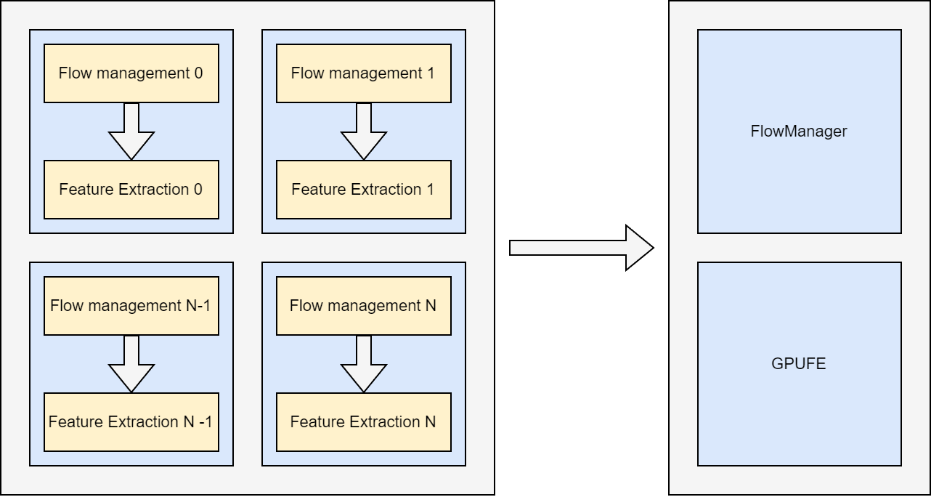 Flow management 0
Feature Extraction 0
Flow management 1
Feature Extraction 1
Flow management N-1
Feature Extraction N -1
Flow management N
Feature Extraction N
FlowManager
GPUFE